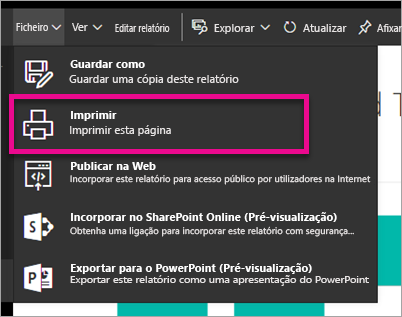 Ficheiro Ver Editar relatório Explorar Atualizar Afixar
Guardar como
Guardar uma cópia deste relatório
Imprimir
Imprimir esta página
Publicar na Web
Incorporar este relatório para acesso público por utilizadores na Internet
Incorporar no SharePoint Online (Pré-visualização)
Obtenha uma ligação para incorporar este relatório com segurança...
Exportar para o PowerPoint (Pré-visualização)
Exportar este relatório como uma apresentação do PowerPoint